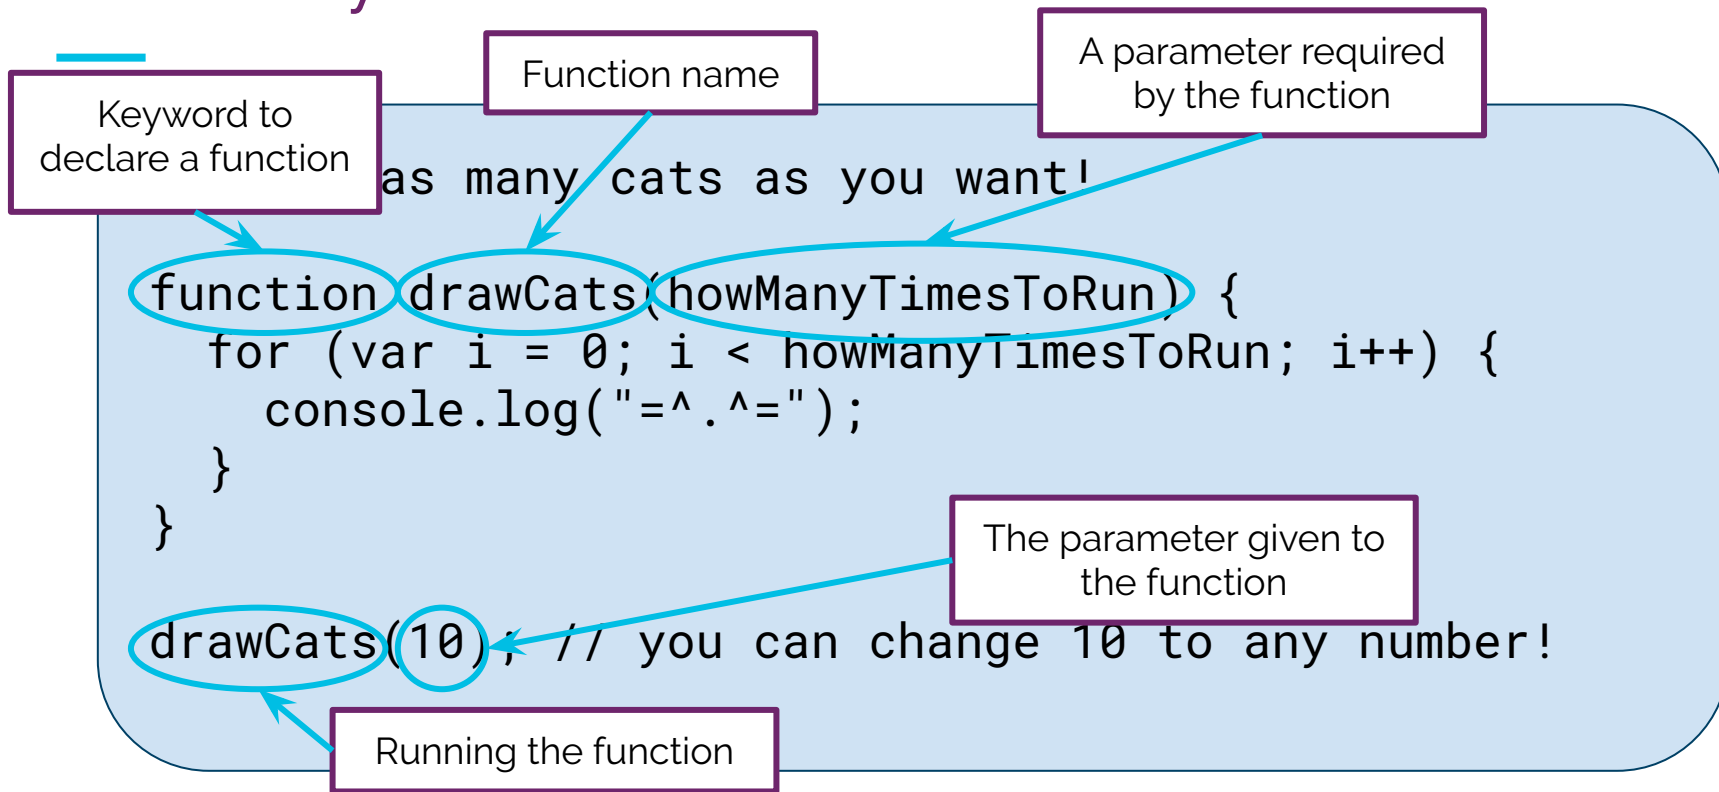 Function name
A parameter required
by the function
Keyword to
declare a function
as many cats as you want!
function drawCats(howManyTimesToRun) {
for (var i = 0; i < howManyTimesToRun; i++) {
console.log("=^.^=");
}
}
The parameter given to
the function
drawCats(10); // you can change 10 to any number!
Running the function